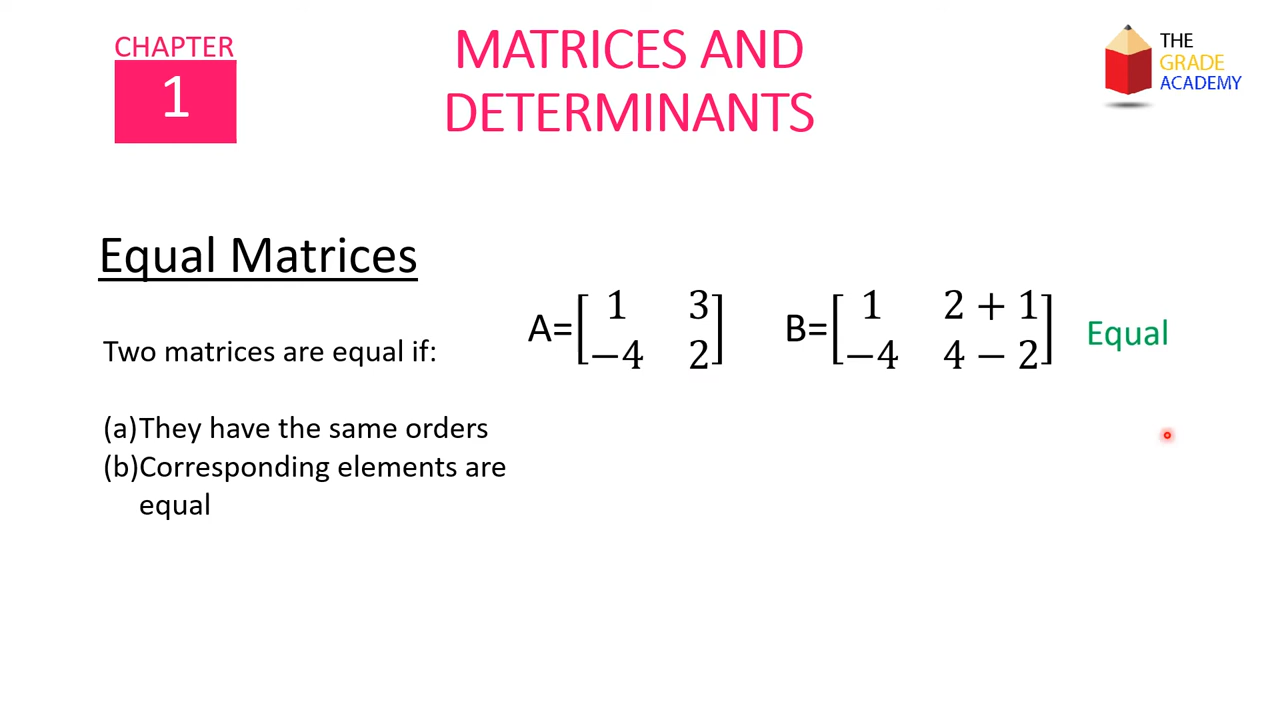 CHAPTER
1
MATRICES AND
DETERMINANTS
THE
GRADE
ACADEMY
Equal Matrices
Two matrices are equal if:
(a)They have the same orders
(b)Corresponding elements are
equal
A=[1 3
−4 2]
B=[1 2 + 1
−4 4 − 2]
Equal